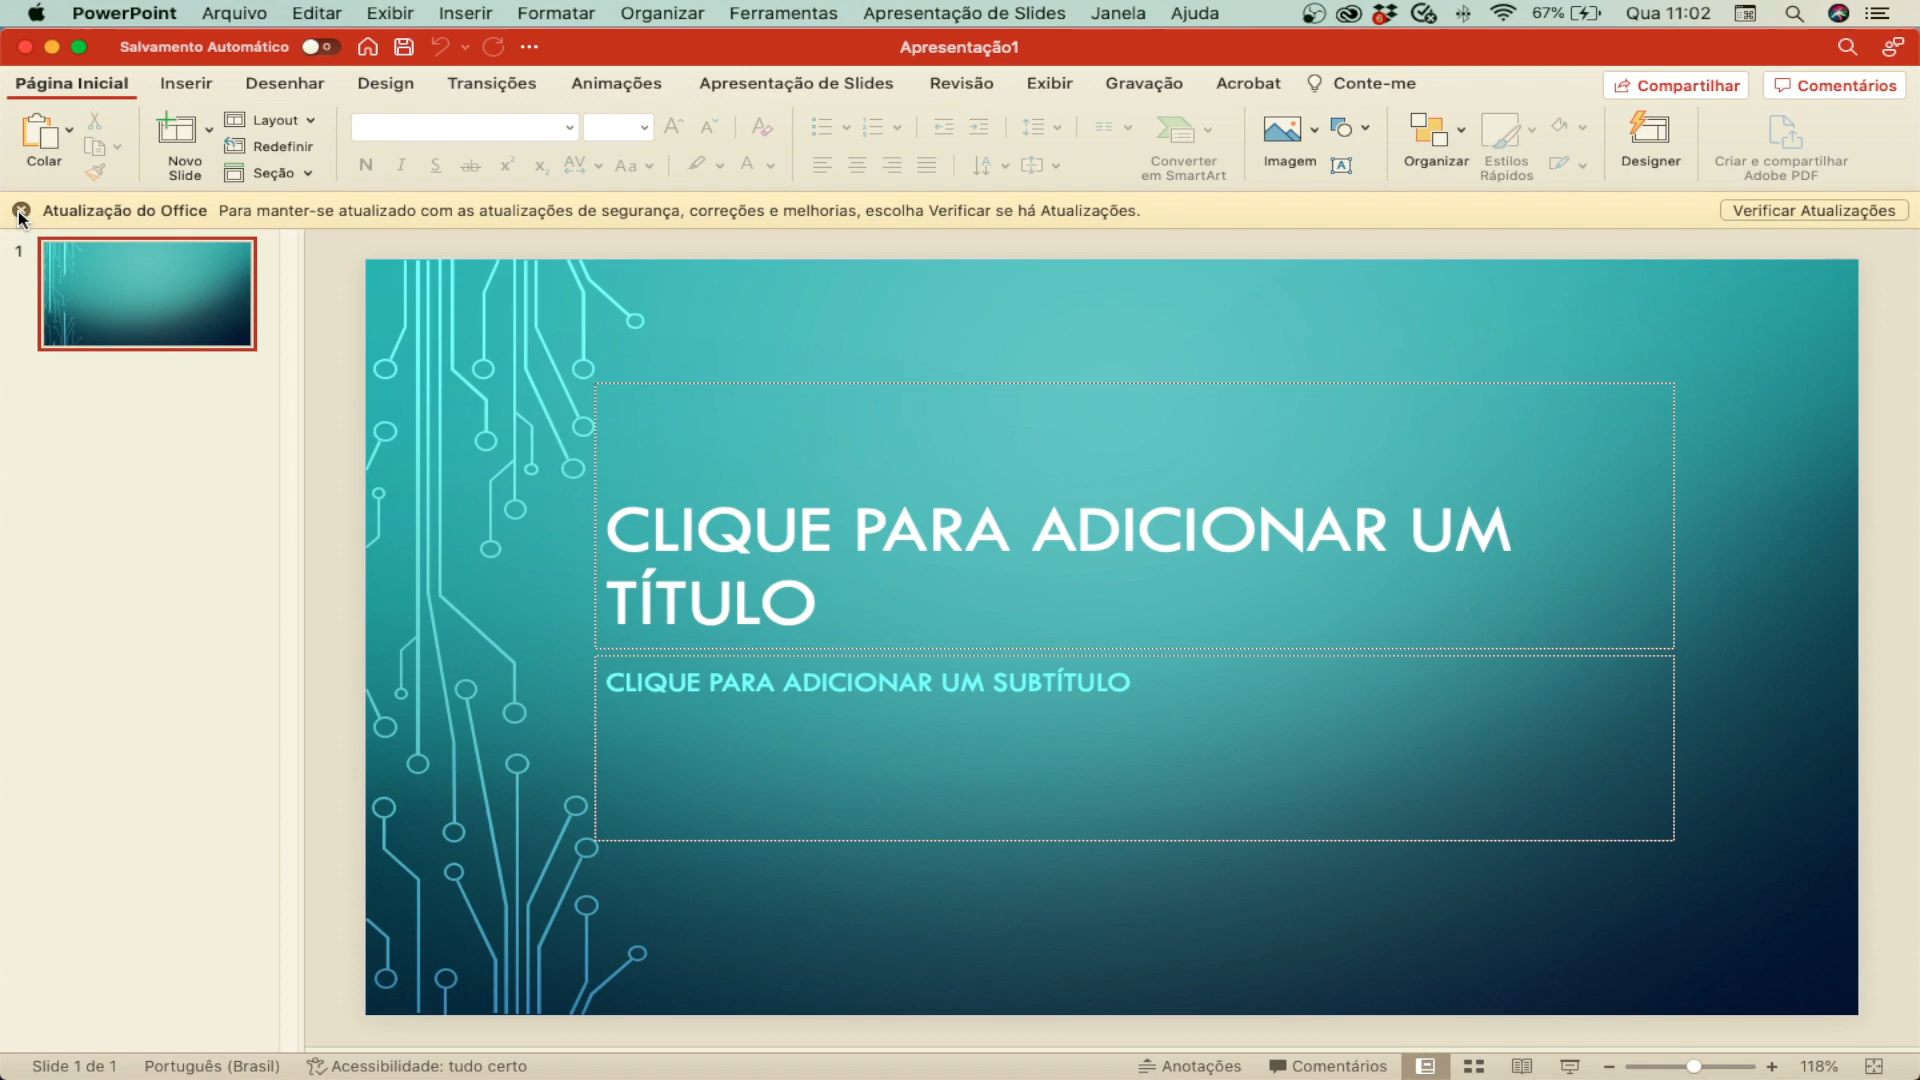 PowerPoint Arquivo Editar Exibir Inserir Formatar Organizar Ferramentas Apresentação de Slides Janela Ajuda 67% Qua 11:02
Salvamento Automático Apresentação1
Página Inicial Inserir Desenhar Design Transições Animações Apresentação de Slides Revisão Exibir Gravação Acrobat Conte-me Compartilhar Comentários
Colar
Novo
Slide
Layout
Redefinir
Seção
N I S ab x² x₂ AV Aa A
Converter
em SmartArt
Imagem
Organizar
Estilos
Rápidos
Designer
Criar e compartilhar
Adobe PDF
Atualização do Office Para manter-se atualizado com as atualizações de segurança, correções e melhorias, escolha Verificar se há Atualizações. Verificar Atualizações
1
CLIQUE PARA ADICIONAR UM
TÍTULO
CLIQUE PARA ADICIONAR UM SUBTÍTULO
Slide 1 de 1 Português (Brasil) Acessibilidade: tudo certo Anotações Comentários 118%